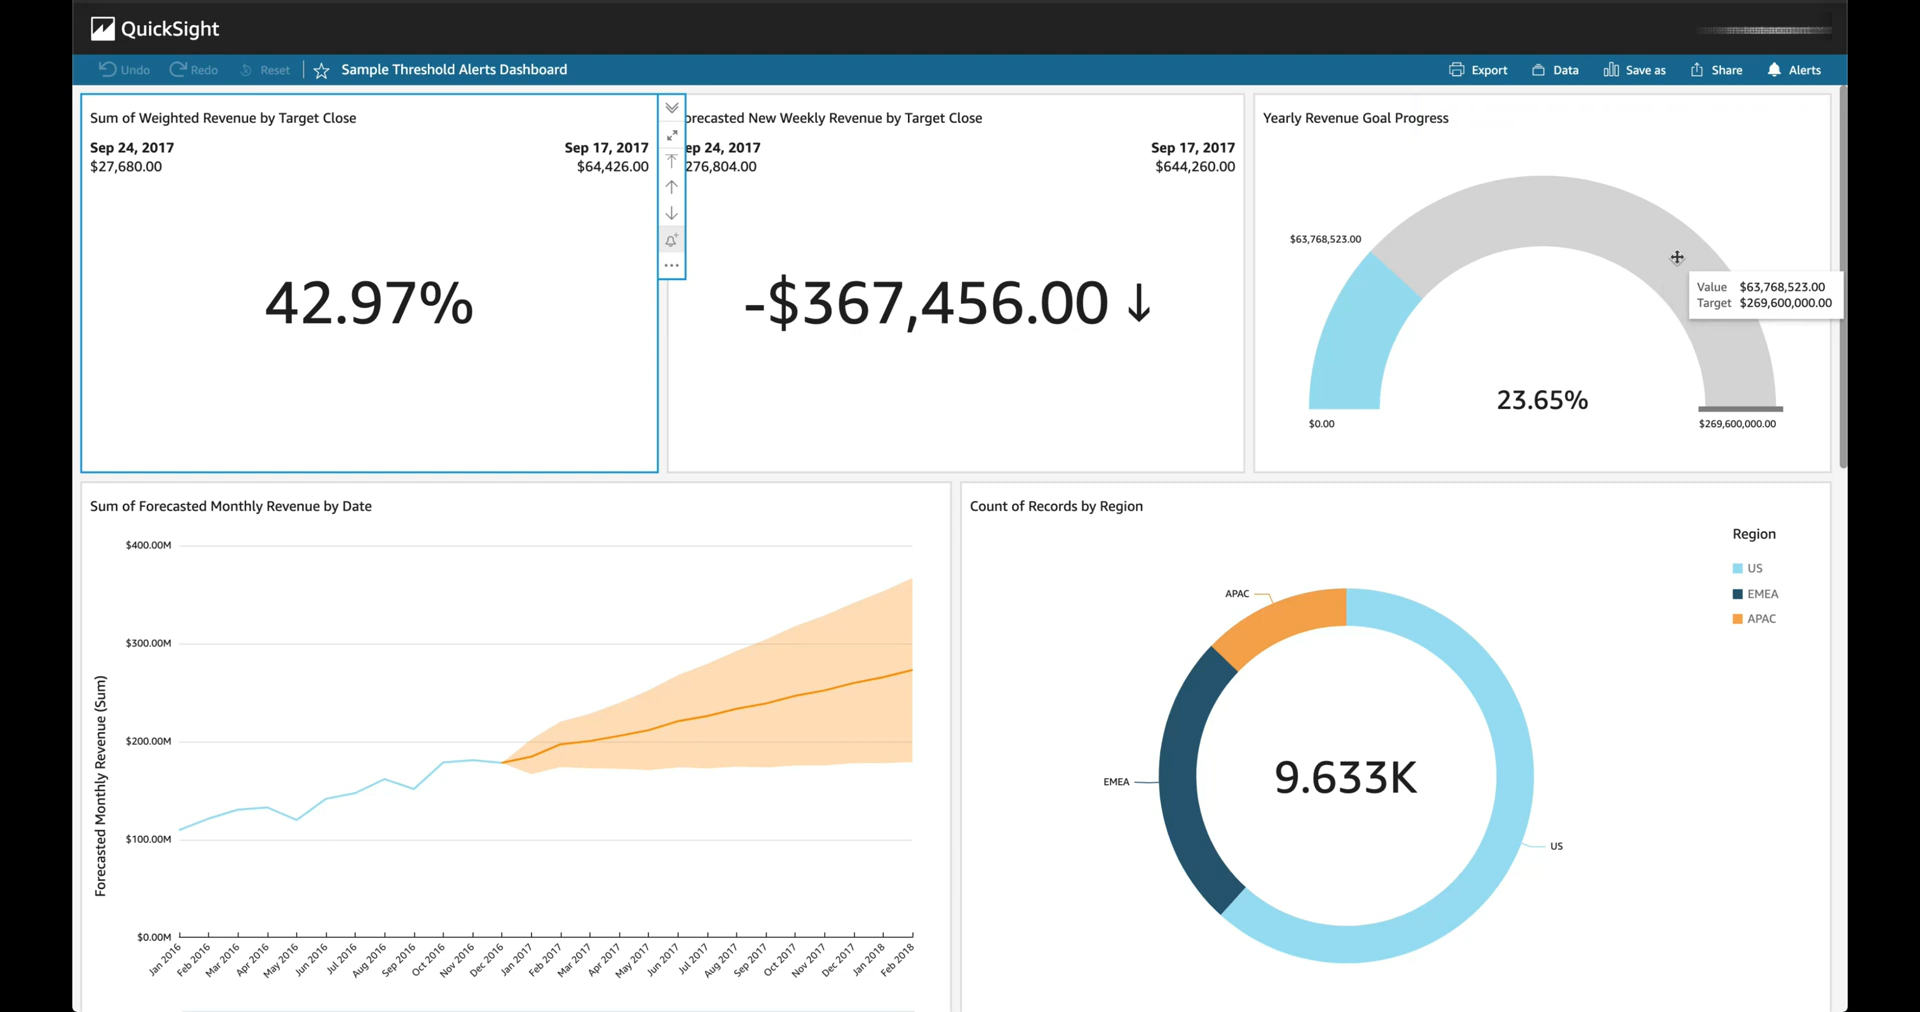 QuickSight
Undo Redo Reset Sample Threshold Alerts Dashboard Export Data Save as Share Alerts
Sum of Weighted Revenue by Target Close
Sep 24, 2017 Sep 17, 2017
$27,680.00 $64,426.00
42.97%
orecasted New Weekly Revenue by Target Close
ep 24, 2017 Sep 17, 2017
276,804.00 $644,260.00
-$367,456.00 ↓
Yearly Revenue Goal Progress
$63,768,523.00
Value $63,768,523.00
Target $269,600,000.00
23.65%
$0.00 $269,600,000.00
Sum of Forecasted Monthly Revenue by Date
Forecasted Monthly Revenue (Sum)
$400.00M
$300.00M
$200.00M
$100.00M
$0.00M
Jan 2016 Feb 2016 Mar 2016 Apr 2016 May 2016 Jun 2016 Jul 2016 Aug 2016 Sep 2016 Oct 2016 Nov 2016 Dec 2016 Jan 2017 Feb 2017 Mar 2017 Apr 2017 May 2017 Jun 2017 Jul 2017 Aug 2017 Sep 2017 Oct 2017 Nov 2017 Dec 2017 Jan 2018 Feb 2018
Count of Records by Region
Region
US
EMEA
APAC
APAC
EMEA
9.633K
US